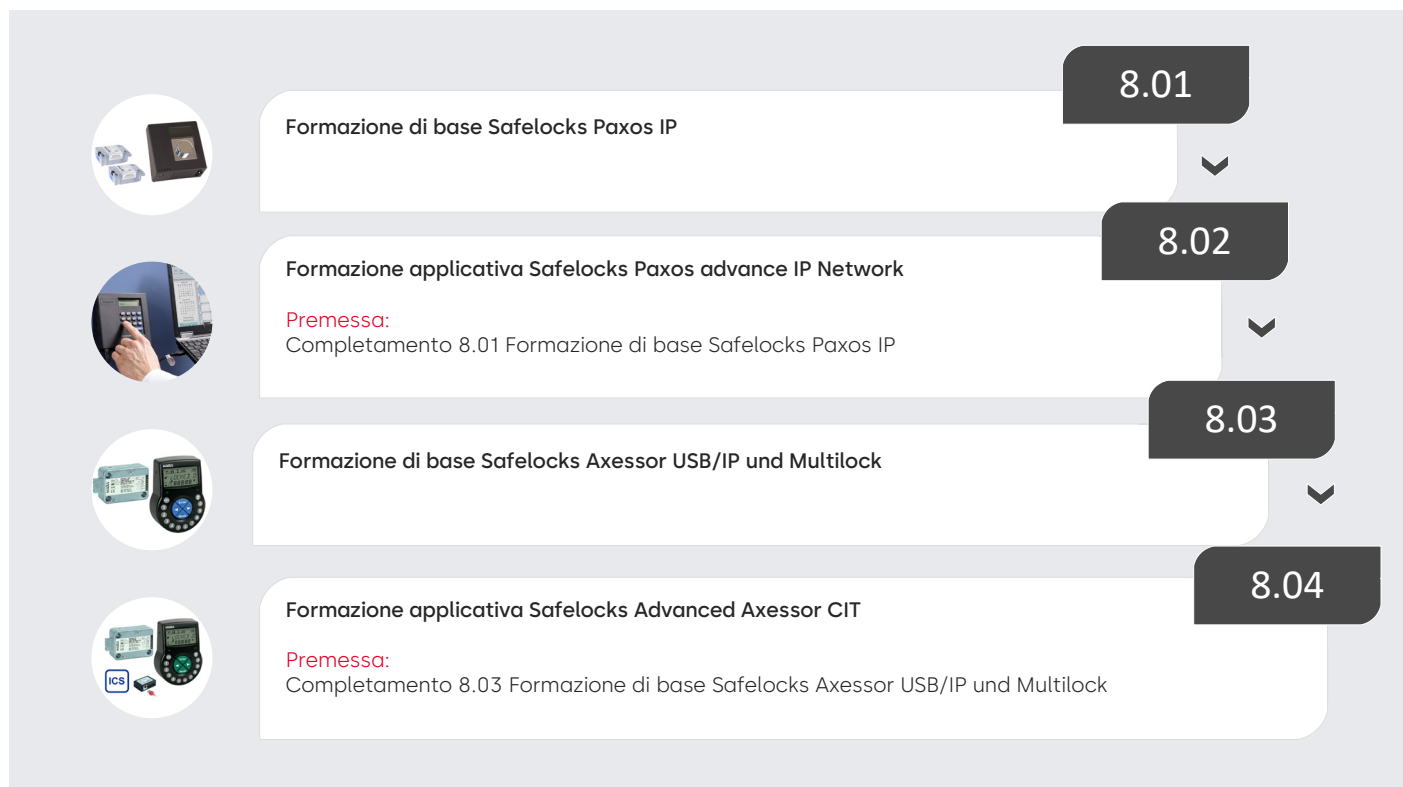 8.01
Formazione di base Safelocks Paxos IP
8.02
Formazione applicativa Safelocks Paxos advance IP Network
Premessa:
Completamento 8.01 Formazione di base Safelocks Paxos IP
8.03
Formazione di base Safelocks Axessor USB/IP und Multilock
8.04
Formazione applicativa Safelocks Advanced Axessor CIT
Premessa:
Completamento 8.03 Formazione di base Safelocks Axessor USB/IP und Multilock
ICS